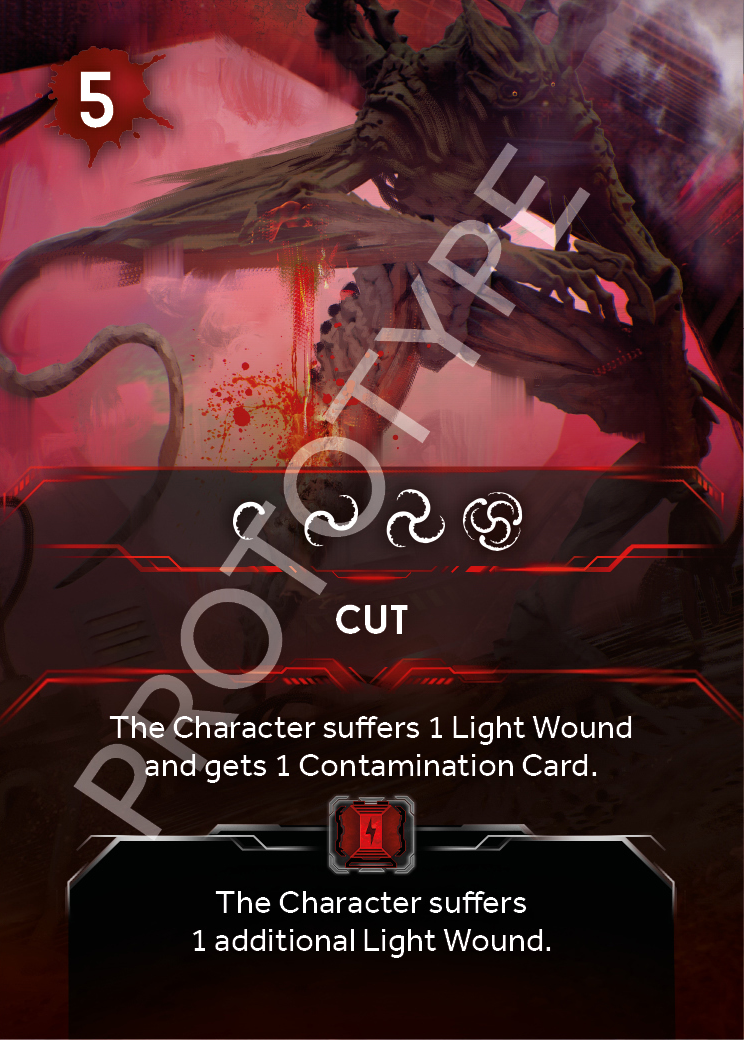 5
PROTOTYPE
CUT
The Character suffers 1 Light Wound
and gets 1 Contamination Card.
The Character suffers
1 additional Light Wound.